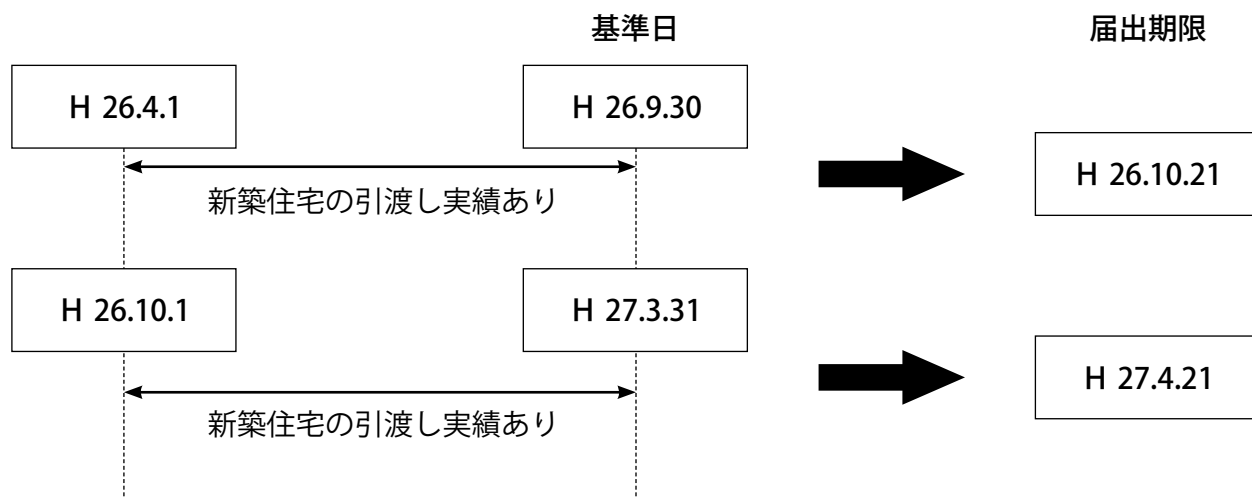 基準日
届出期限
H 26.4.1
H 26.9.30
新築住宅の引渡し実績あり
H 26.10.21
H 26.10.1
H 27.3.31
新築住宅の引渡し実績あり
H 27.4.21